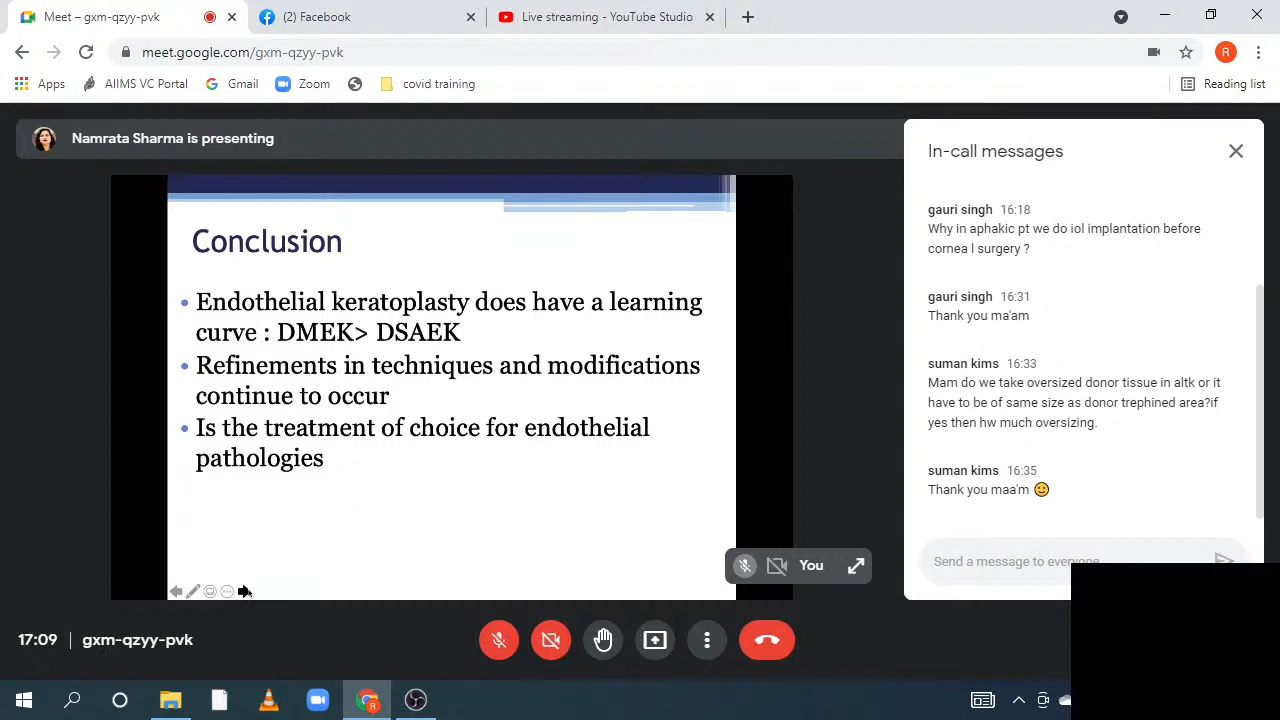 Meet – gxm-qzyy-pvk
(2) Facebook
Live streaming - YouTube Studio
meet.google.com/gxm-qzyy-pvk
R
Apps
AIIMS VC Portal
Gmail
Zoom
covid training
Reading list
Namrata Sharma is presenting
Conclusion
• Endothelial keratoplasty does have a learning
curve : DMEK> DSAEK
• Refinements in techniques and modifications
continue to occur
• Is the treatment of choice for endothelial
pathologies
You
In-call messages
gauri singh 16:18
Why in aphakic pt we do iol implantation before
cornea l surgery ?
gauri singh 16:31
Thank you ma'am
suman kims 16:33
Mam do we take oversized donor tissue in altk or it
have to be of same size as donor trephined area?if
yes then hw much oversizing.
suman kims 16:35
Thank you maa'm 🙂
Send a message to everyone
17:09 | gxm-qzyy-pvk
R